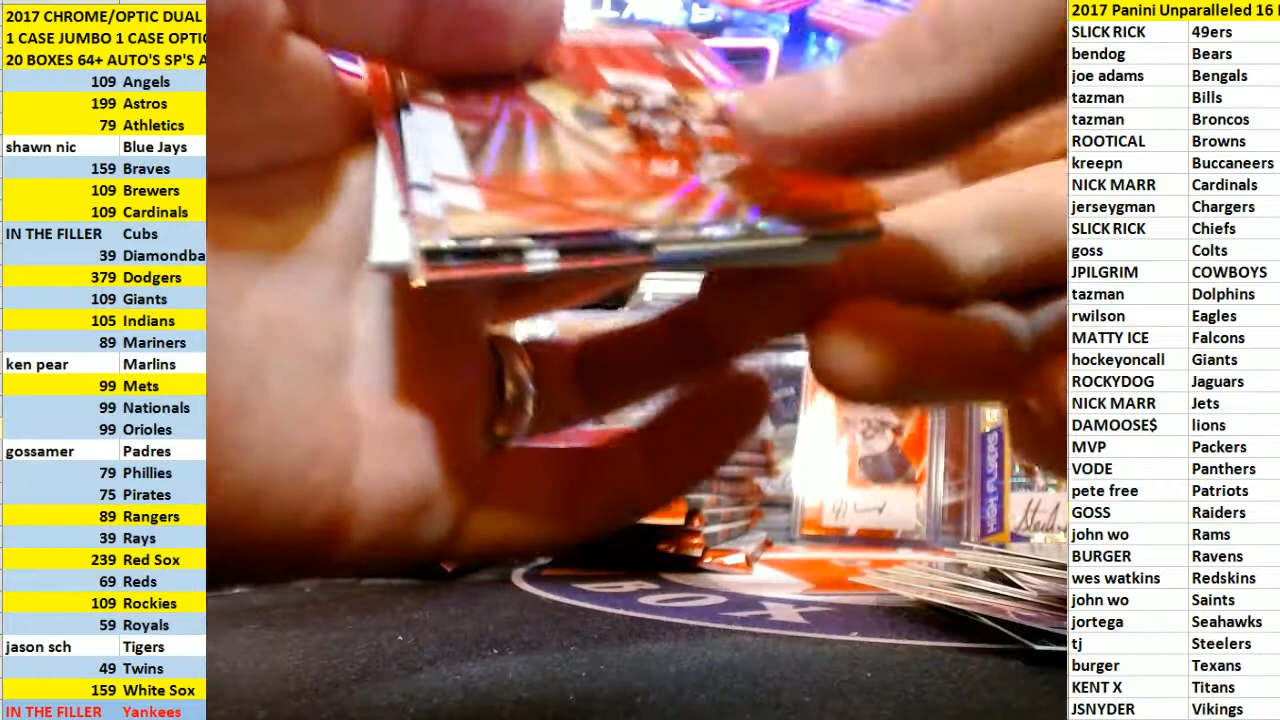 2017 CHROME/OPTIC DUAL
1 CASE JUMBO 1 CASE OPTIC
20 BOXES 64+ AUTO'S SP'S A
109 Angels
199 Astros
79 Athletics
shawn nic Blue Jays
159 Braves
109 Brewers
109 Cardinals
IN THE FILLER Cubs
39 Diamondba
379 Dodgers
109 Giants
105 Indians
89 Mariners
ken pear Marlins
99 Mets
99 Nationals
99 Orioles
gossamer Padres
79 Phillies
75 Pirates
89 Rangers
39 Rays
239 Red Sox
69 Reds
109 Rockies
59 Royals
jason sch Tigers
49 Twins
159 White Sox
IN THE FILLER Yankees
HIGH FLYERS
BOX
2017 Panini Unparalleled 16
SLICK RICK 49ers
bendog Bears
joe adams Bengals
tazman Bills
tazman Broncos
ROOTICAL Browns
kreepn Buccaneers
NICK MARR Cardinals
jerseygman Chargers
SLICK RICK Chiefs
goss Colts
JPILGRIM COWBOYS
tazman Dolphins
rwilson Eagles
MATTY ICE Falcons
hockeyoncall Giants
ROCKYDOG Jaguars
NICK MARR Jets
DAMOOSE$ lions
MVP Packers
VODE Panthers
pete free Patriots
GOSS Raiders
john wo Rams
BURGER Ravens
wes watkins Redskins
john wo Saints
jortega Seahawks
tj Steelers
burger Texans
KENT X Titans
JSNYDER Vikings